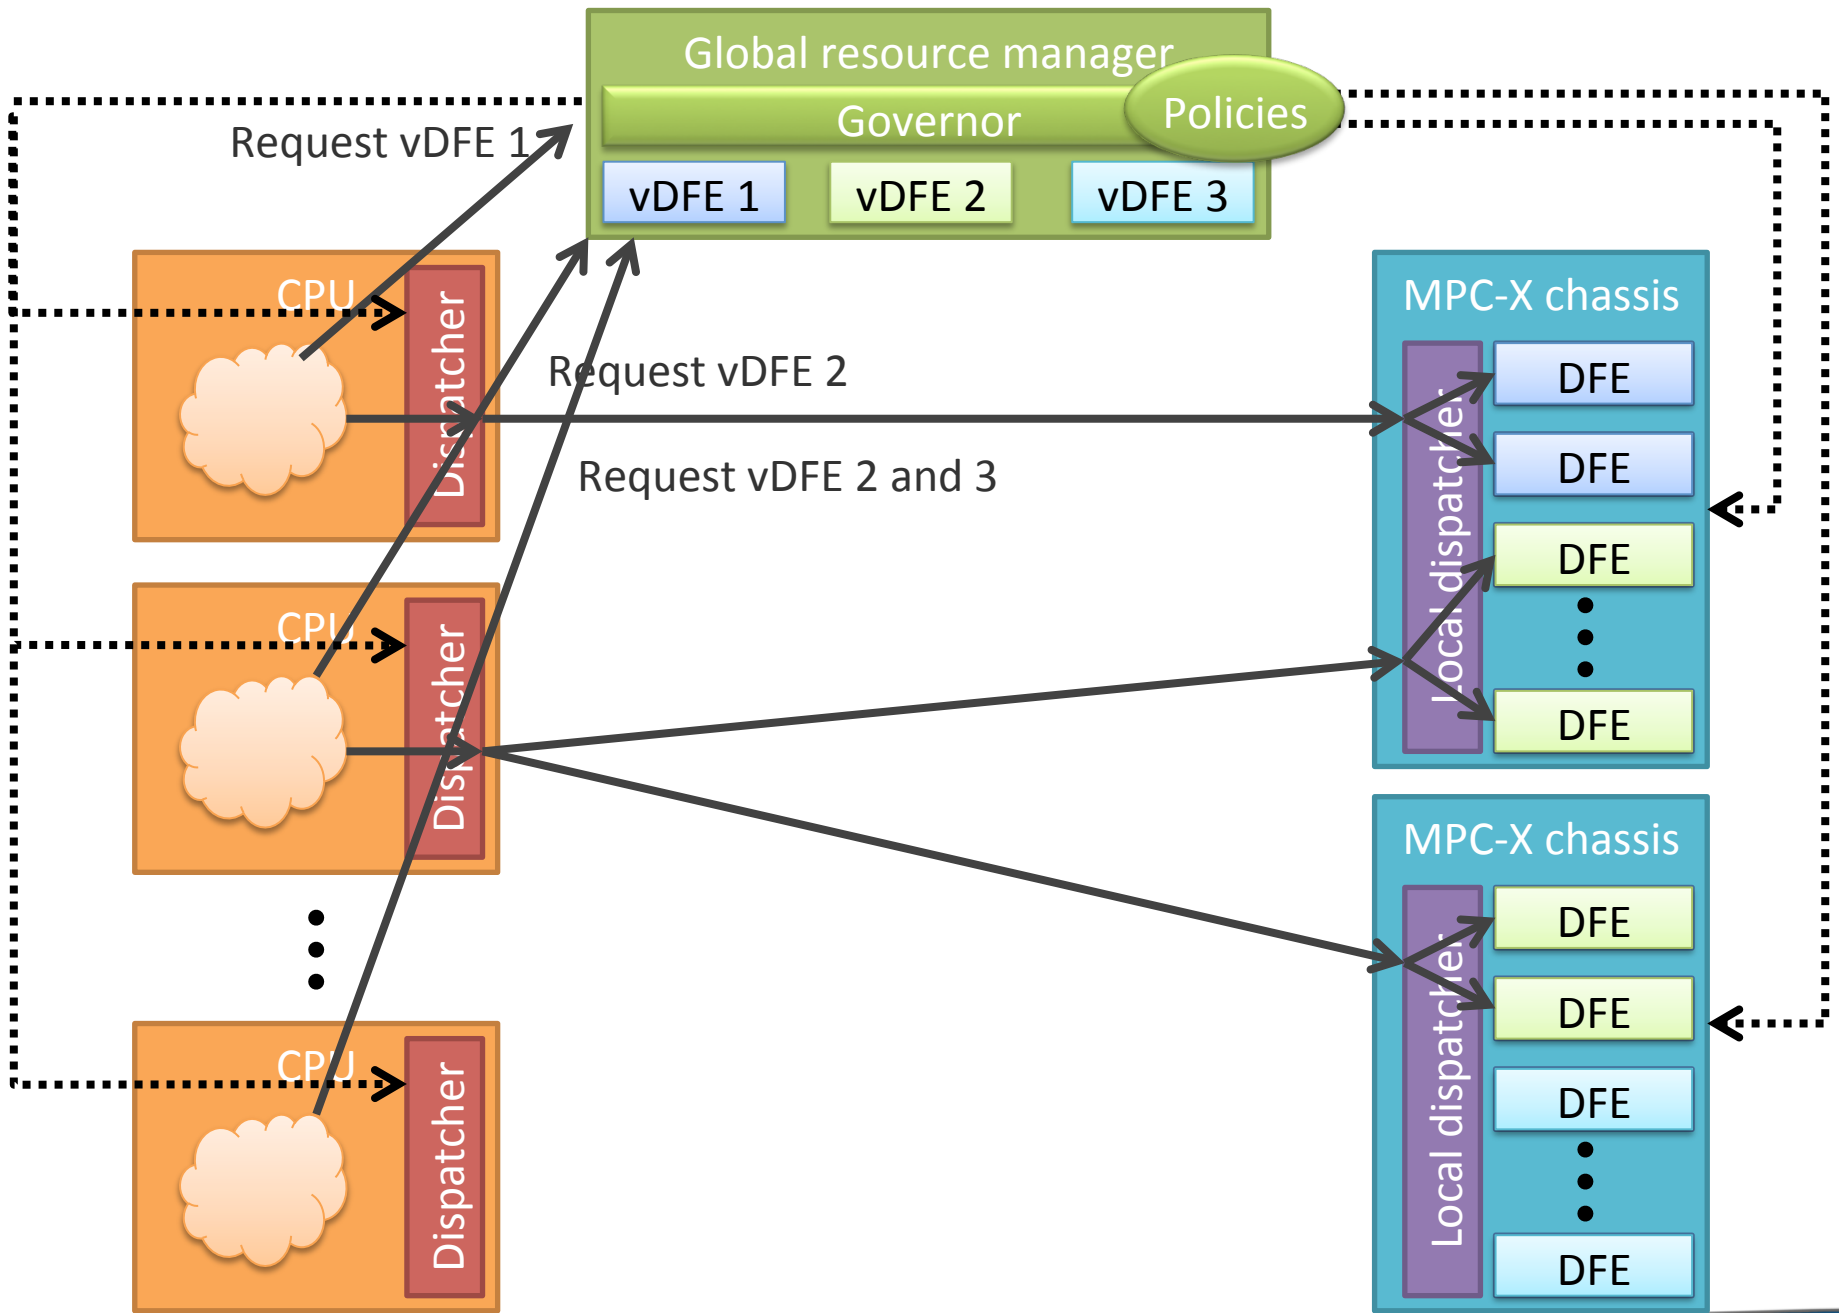 Global resource manager
Governor
Policies
vDFE 1
vDFE 2
vDFE 3
Request vDFE 1
CPU
Dispatcher
Request vDFE 2
Request vDFE 2 and 3
CPU
Dispatcher
CPU
Dispatcher
MPC-X chassis
Local dispatcher
DFE
DFE
DFE
DFE
MPC-X chassis
Local dispatcher
DFE
DFE
DFE
DFE